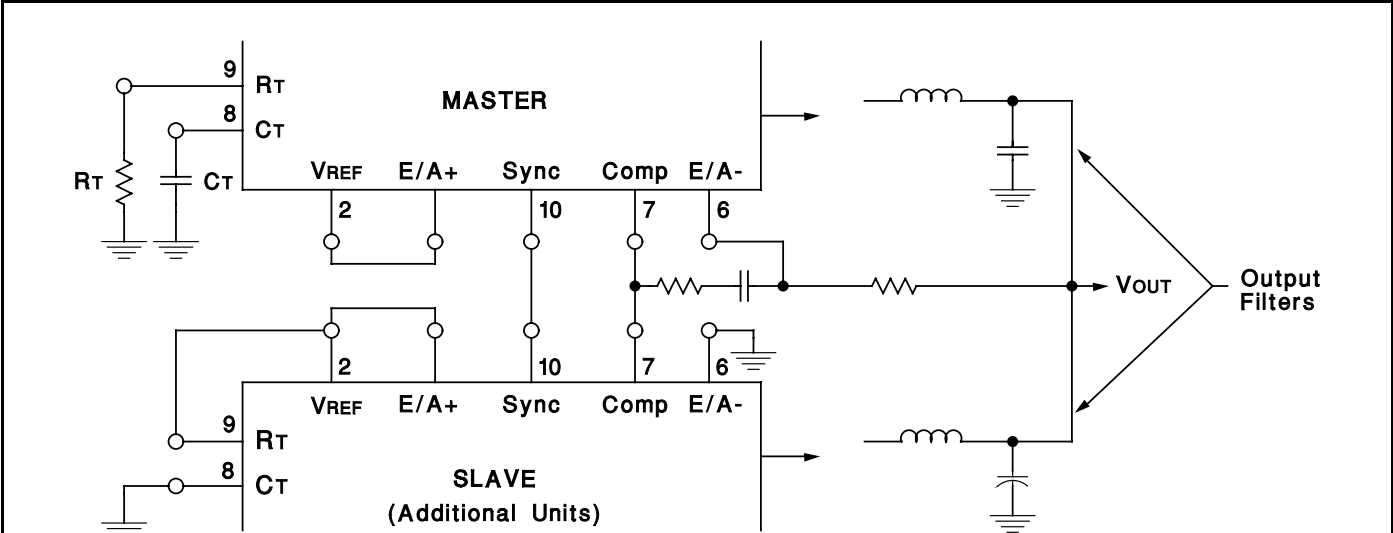 9 RT
MASTER
8 CT
VREF E/A+ Sync Comp E/A-
RT CT
2 10 7 6
VOUT
Output
Filters
2 10 7 6
VREF E/A+ Sync Comp E/A-
9 RT
8 CT
SLAVE
(Additional Units)